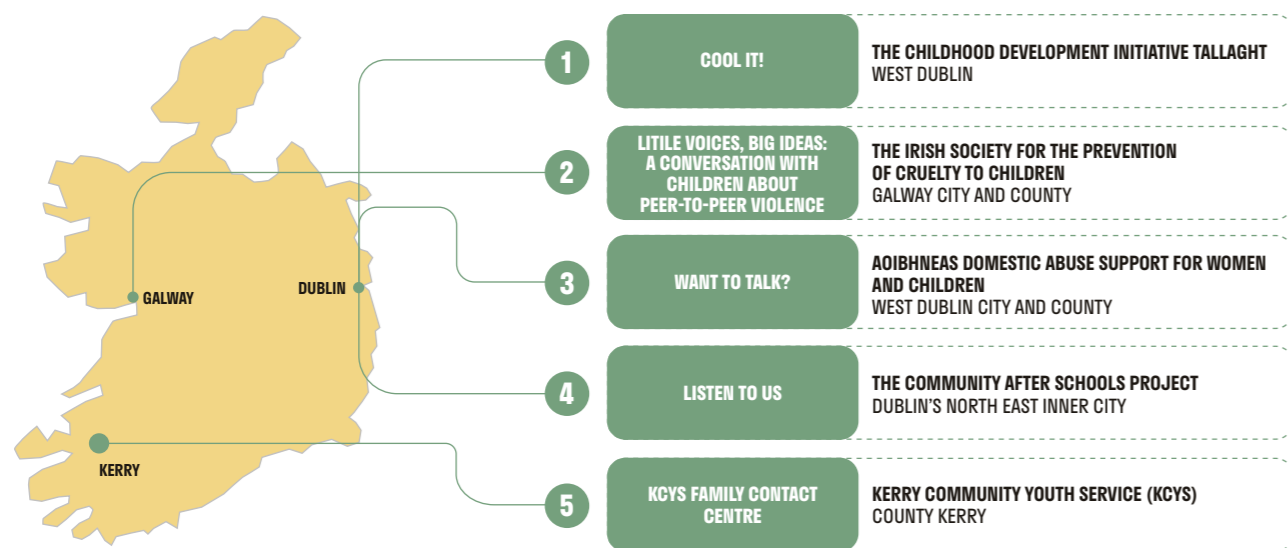 1
COOL IT!
THE CHILDHOOD DEVELOPMENT INITIATIVE TALLAGHT
WEST DUBLIN
2
LITILE VOICES, BIG IDEAS:
A CONVERSATION WITH
CHILDREN ABOUT
PEER-TO-PEER VIOLENCE
THE IRISH SOCIETY FOR THE PREVENTION
OF CRUELTY TO CHILDREN
GALWAY CITY AND COUNTY
GALWAY
DUBLIN
3
WANT TO TALK?
AOIBHNEAS DOMESTIC ABUSE SUPPORT FOR WOMEN
AND CHILDREN
WEST DUBLIN CITY AND COUNTY
4
LISTEN TO US
THE COMMUNITY AFTER SCHOOLS PROJECT
DUBLIN'S NORTH EAST INNER CITY
KERRY
5
KCYS FAMILY CONTACT
CENTRE
KERRY COMMUNITY YOUTH SERVICE (KCYS)
COUNTY KERRY